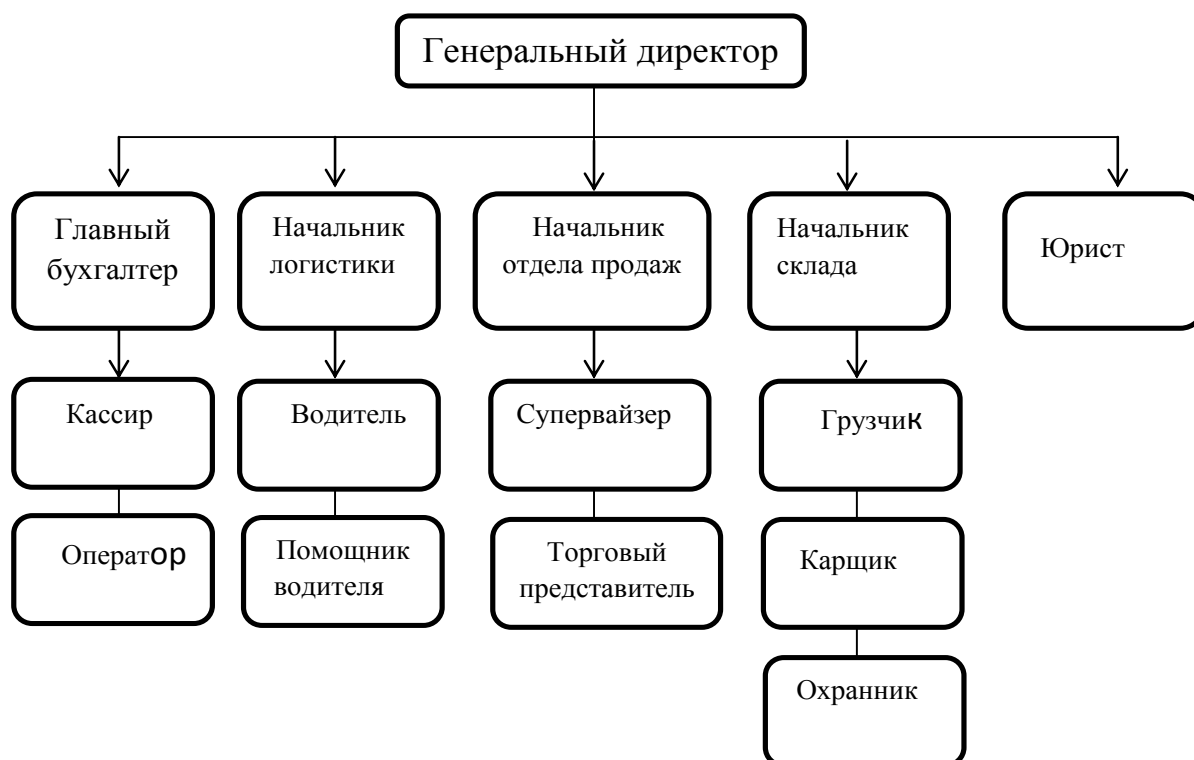 Генеральный директор
Главный
бухгалтер
Начальник
логистики
Начальник
отдела продаж
Начальник
склада
Юрист
Кассир
Водитель
Супервайзер
Грузчик
Оператор
Помощник
водителя
Торговый
представитель
Карщик
Охранник